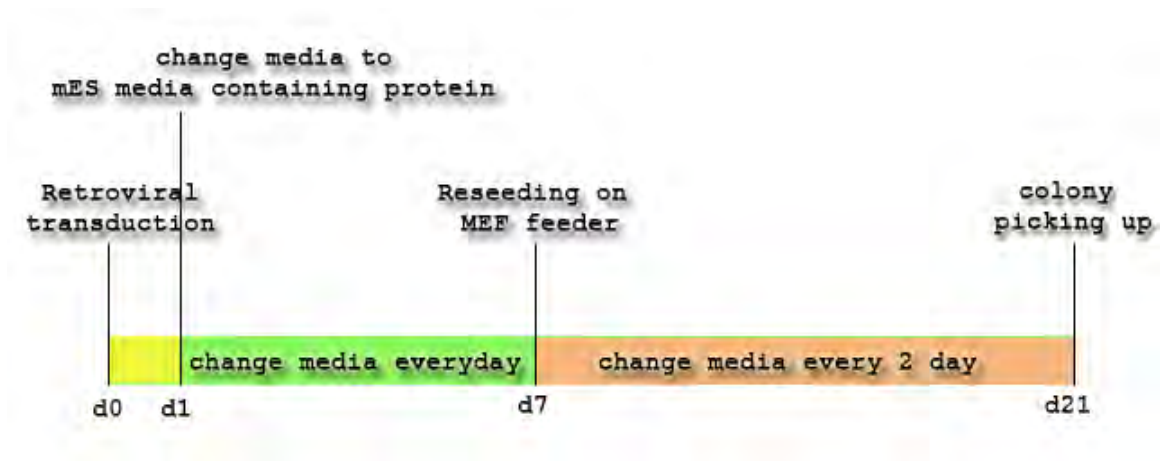 change media to
mES media containing protein
Retroviral
transduction
Reseeding on
MEF feeder
colony
picking up
change media everyday
change media every 2 day
d0
d1
d7
d21